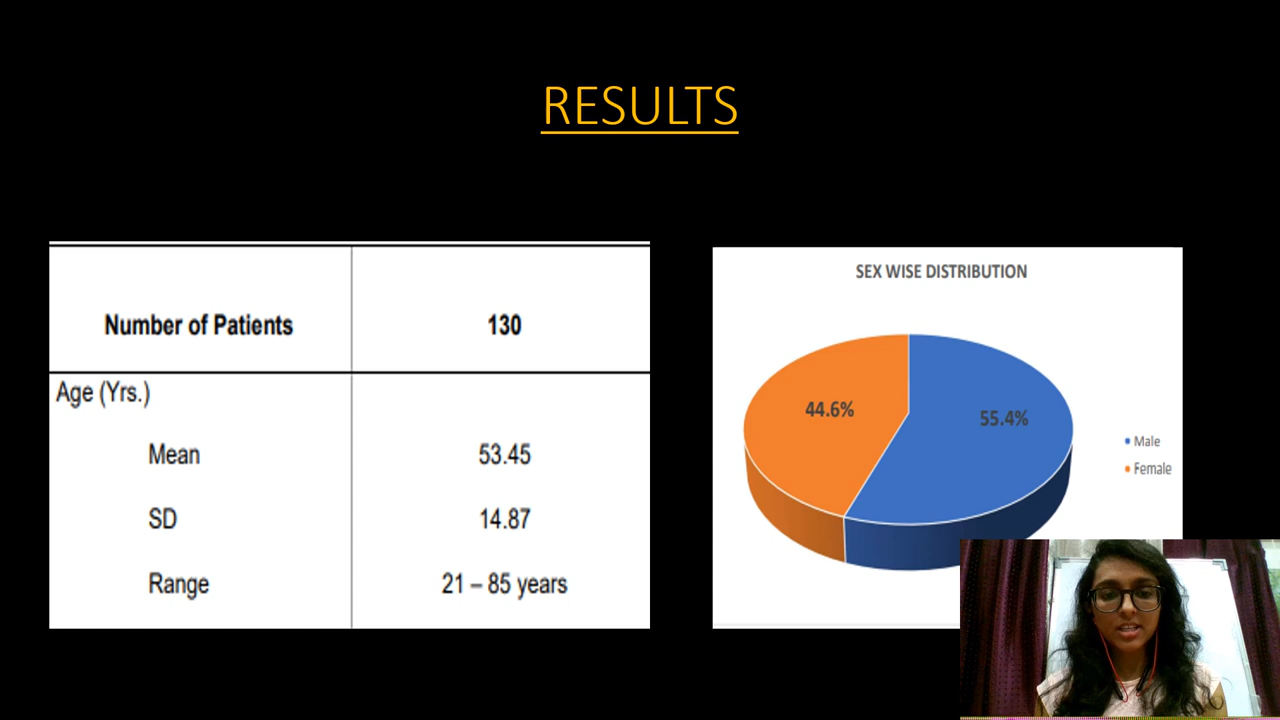 RESULTS
Number of Patients 130
Age (Yrs.)
Mean 53.45
SD 14.87
Range 21 – 85 years
SEX WISE DISTRIBUTION
44.6%
55.4%
Male
Female